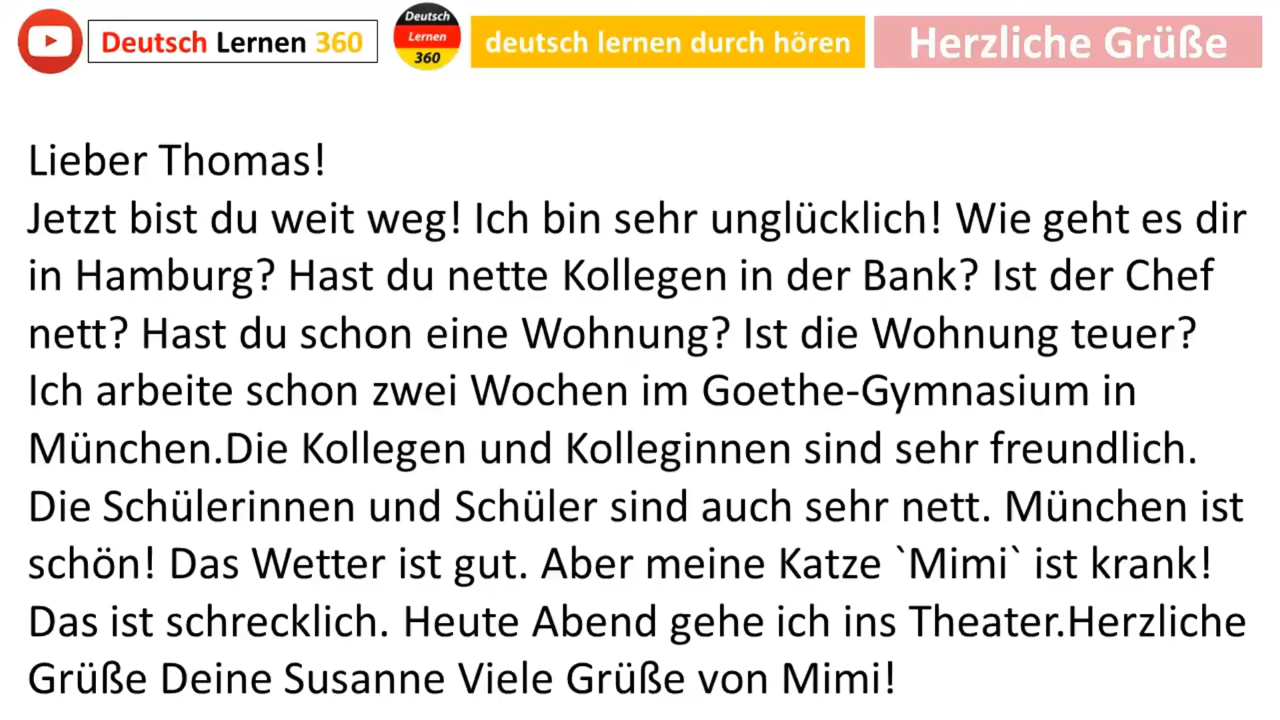 Deutsch Lernen 360
Deutsch
Lernen
360
deutsch lernen durch hören
Herzliche Grüße
Lieber Thomas!
Jetzt bist du weit weg! Ich bin sehr unglücklich! Wie geht es dir
in Hamburg? Hast du nette Kollegen in der Bank? Ist der Chef
nett? Hast du schon eine Wohnung? Ist die Wohnung teuer?
Ich arbeite schon zwei Wochen im Goethe-Gymnasium in
München.Die Kollegen und Kolleginnen sind sehr freundlich.
Die Schülerinnen und Schüler sind auch sehr nett. München ist
schön! Das Wetter ist gut. Aber meine Katze `Mimi` ist krank!
Das ist schrecklich. Heute Abend gehe ich ins Theater.Herzliche
Grüße Deine Susanne Viele Grüße von Mimi!